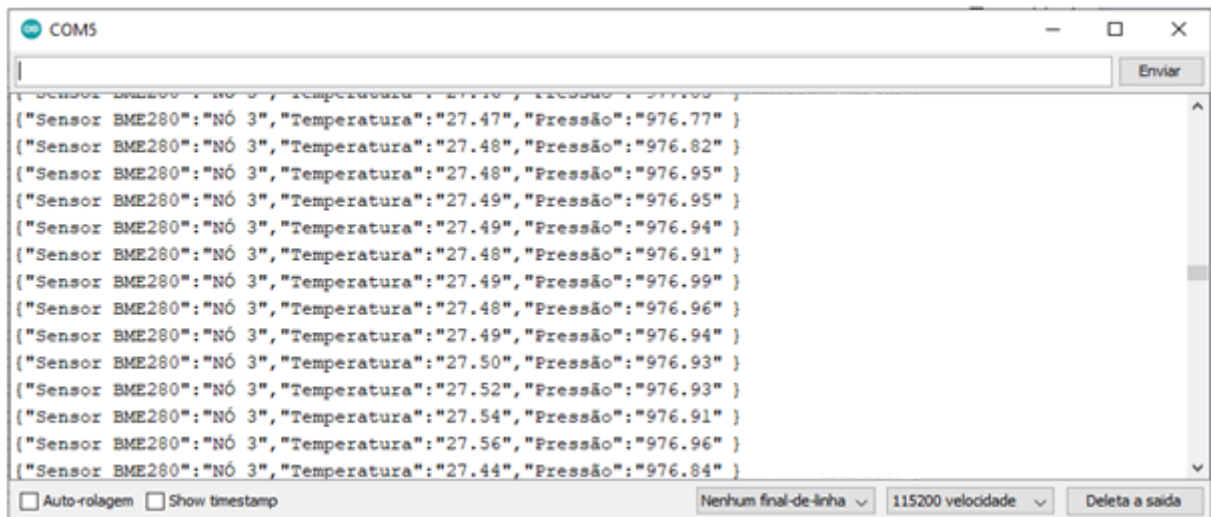 COM5
Enviar
{"Sensor BME280":"NÓ 3","Temperatura":"27.47","Pressão":"976.77" }
{"Sensor BME280":"NÓ 3","Temperatura":"27.48","Pressão":"976.82" }
{"Sensor BME280":"NÓ 3","Temperatura":"27.48","Pressão":"976.95" }
{"Sensor BME280":"NÓ 3","Temperatura":"27.49","Pressão":"976.95" }
{"Sensor BME280":"NÓ 3","Temperatura":"27.49","Pressão":"976.94" }
{"Sensor BME280":"NÓ 3","Temperatura":"27.48","Pressão":"976.91" }
{"Sensor BME280":"NÓ 3","Temperatura":"27.49","Pressão":"976.99" }
{"Sensor BME280":"NÓ 3","Temperatura":"27.48","Pressão":"976.96" }
{"Sensor BME280":"NÓ 3","Temperatura":"27.49","Pressão":"976.94" }
{"Sensor BME280":"NÓ 3","Temperatura":"27.50","Pressão":"976.93" }
{"Sensor BME280":"NÓ 3","Temperatura":"27.52","Pressão":"976.93" }
{"Sensor BME280":"NÓ 3","Temperatura":"27.54","Pressão":"976.91" }
{"Sensor BME280":"NÓ 3","Temperatura":"27.56","Pressão":"976.96" }
{"Sensor BME280":"NÓ 3","Temperatura":"27.44","Pressão":"976.84" }
Auto-rolagem Show timestamp Nenhum final-de-linha 115200 velocidade Deleta a saida